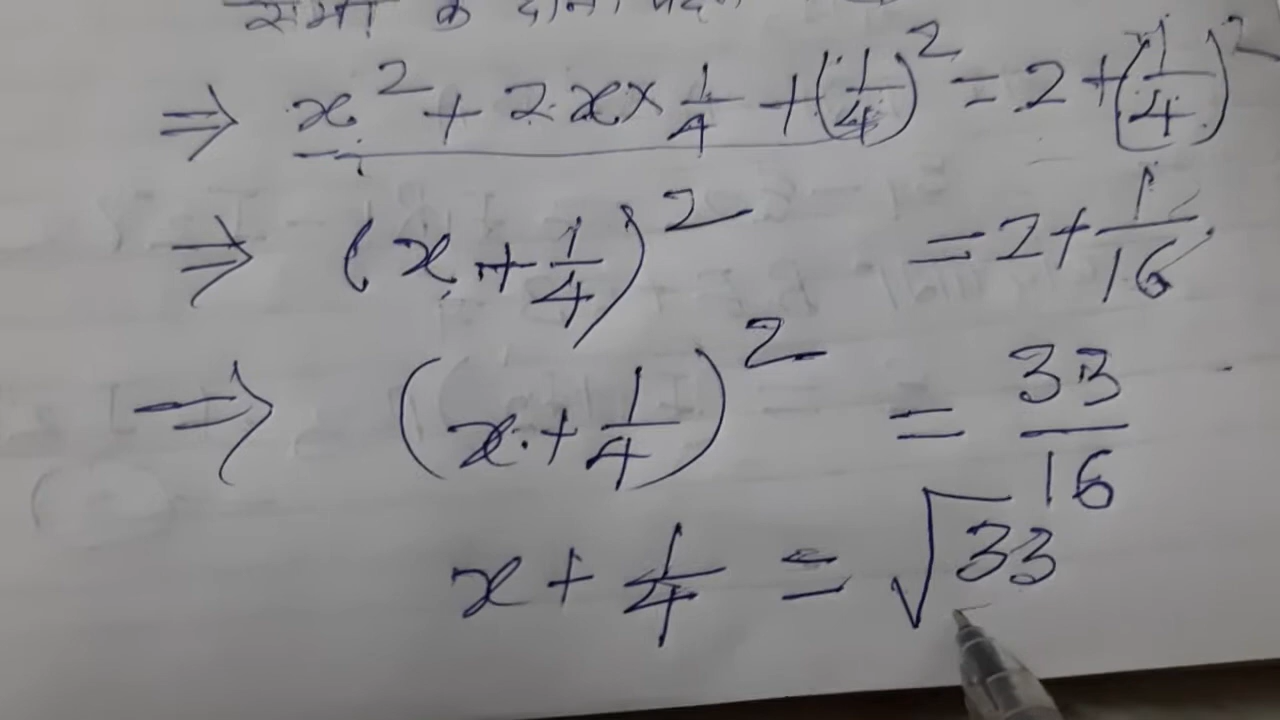 के दोनों
⇒ x² + 2·x × 1/4 + (1/4)² = 2 + (1/4)²
⇒ (x + 1/4)² = 2 + 1/16
⇒ (x + 1/4)² = 33/16
x + 1/4 = √33